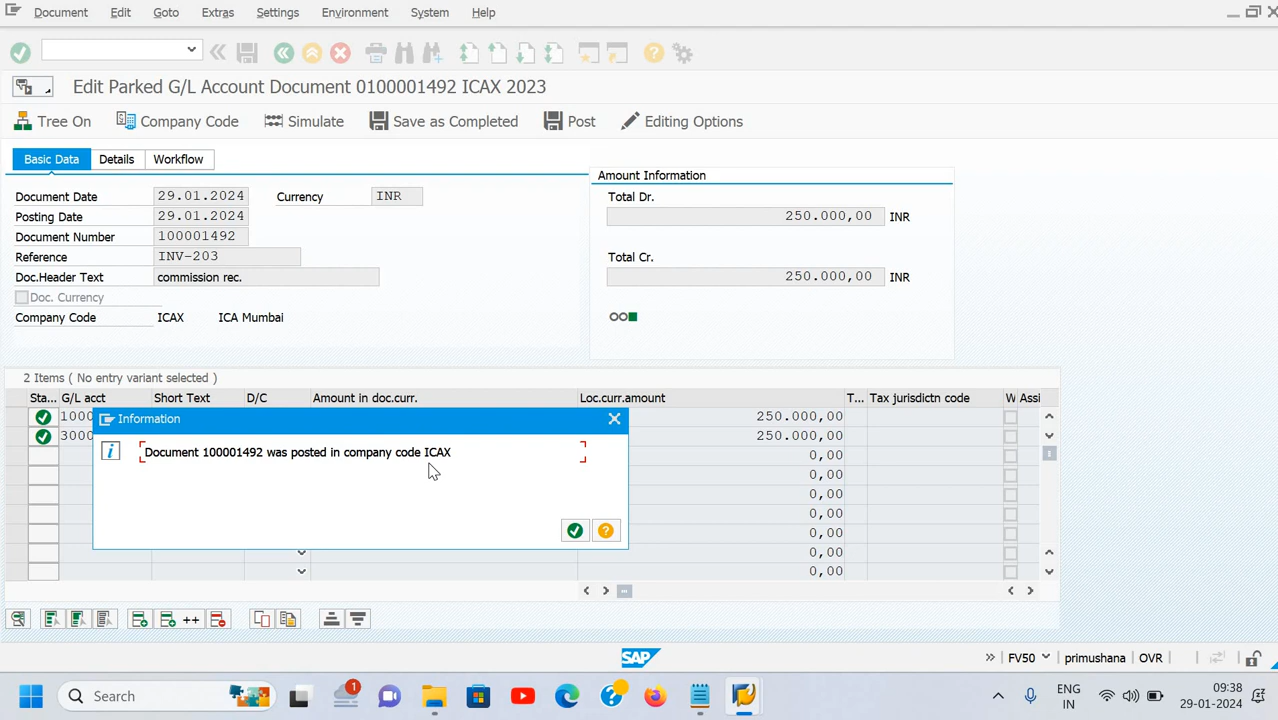 Document Edit Goto Extras Settings Environment System Help
Edit Parked G/L Account Document 0100001492 ICAX 2023
Tree On Company Code Simulate Save as Completed Post Editing Options
Basic Data Details Workflow
Amount Information
Document Date 29.01.2024 Currency INR
Total Dr.
Posting Date 29.01.2024
250.000,00 INR
Document Number 100001492
Reference INV-203
Total Cr.
Doc.Header Text commission rec.
250.000,00 INR
Doc. Currency
Company Code ICAX ICA Mumbai
2 Items ( No entry variant selected )
Sta... G/L acct Short Text D/C Amount in doc.curr. Loc.curr.amount T... Tax jurisdictn code W Assi
1000 250.000,00
3000 250.000,00
Information
Document 100001492 was posted in company code ICAX
0,00
0,00
0,00
0,00
0,00
0,00
0,00
SAP
FV50 primushana OVR
Search
1
ENG
IN
09:38
29-01-2024